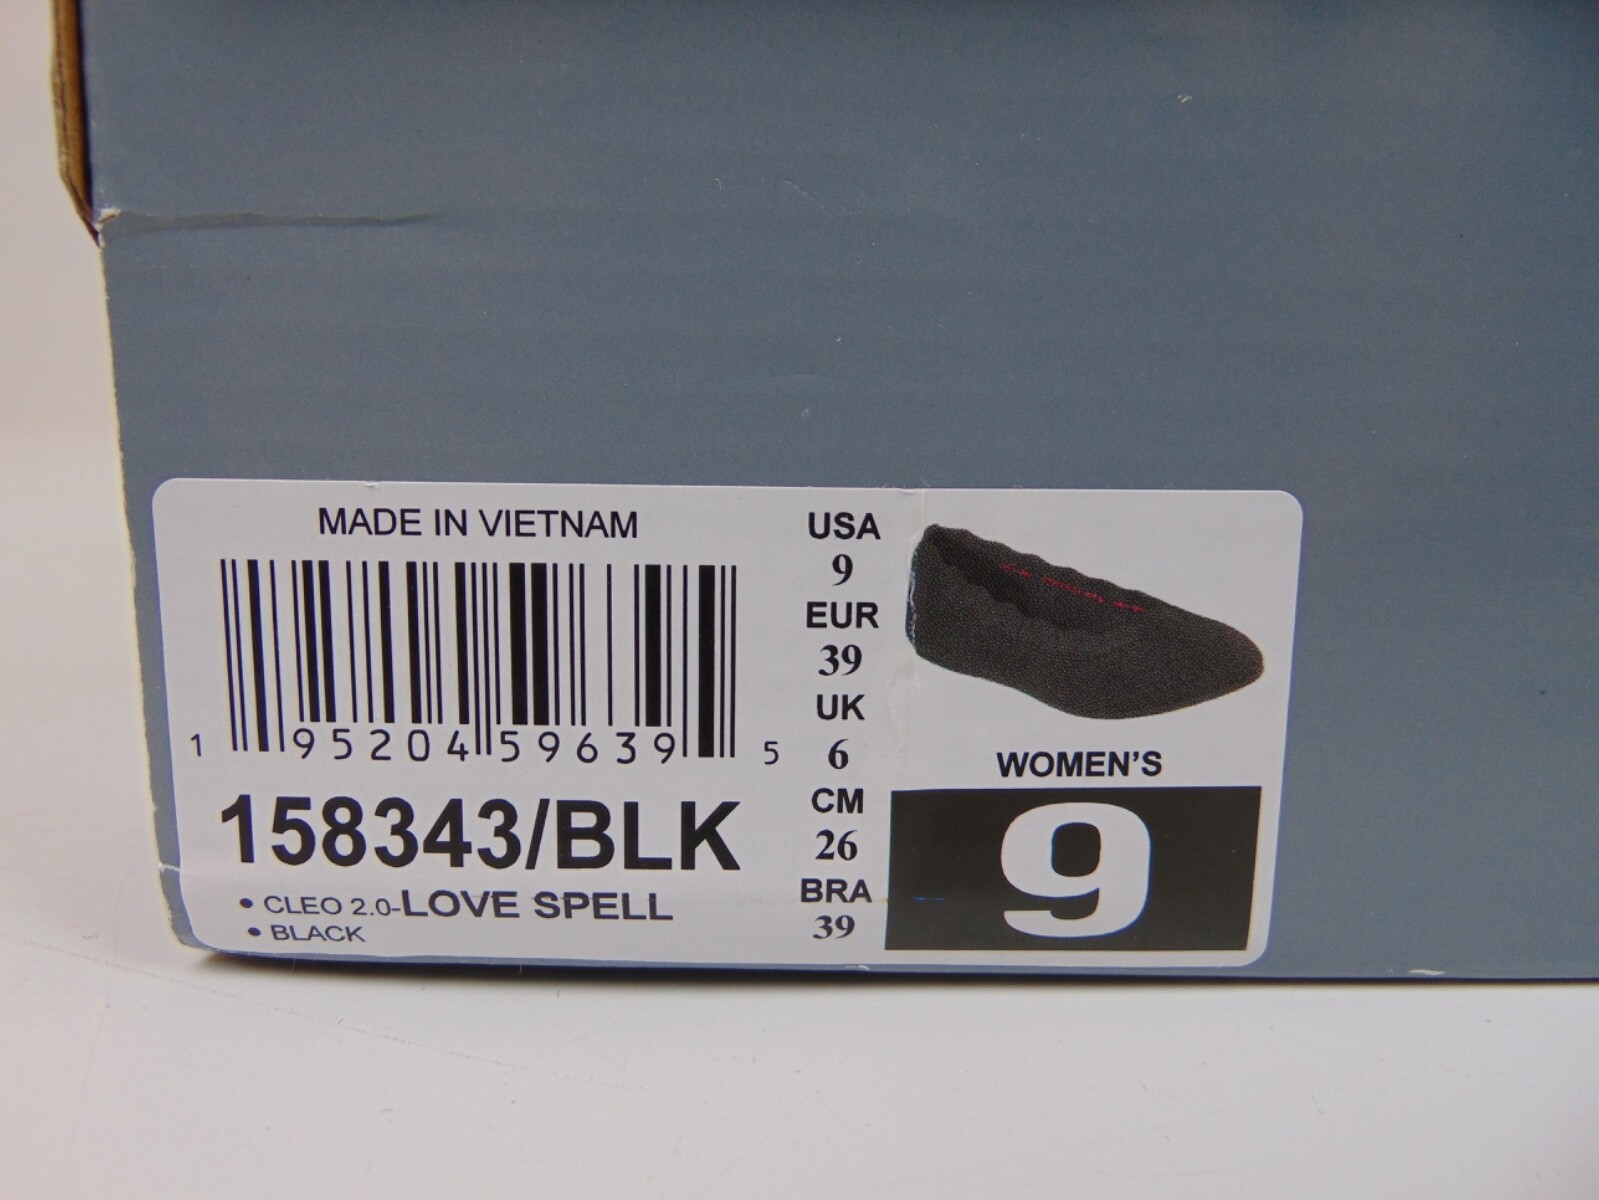 MADE IN VIETNAM
1 95204 59639 5
158343/BLK
• CLEO 2.0-LOVE SPELL
• BLACK
USA
9
EUR
39
UK
6
CM
26
BRA
39
WOMEN'S
9